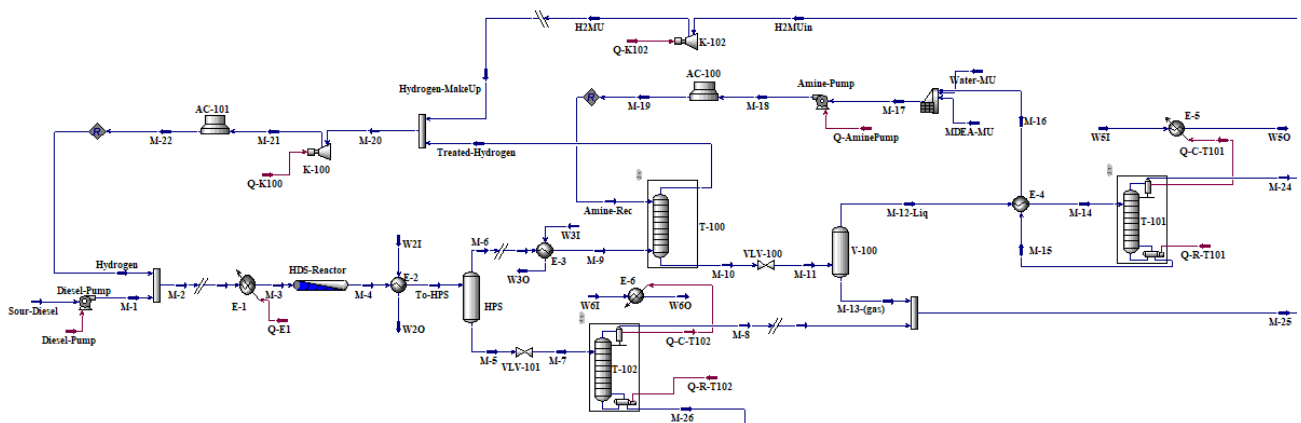 H2MU
H2MUin
Q-K102
K-102
AC-100
Amine-Pump
Water-MU
AC-101
Hydrogen-MakeUp
R
M-19
M-18
M-17
E-5
R
M-22
M-21
M-20
MDEA-MU
M-16
W5I
W5O
Q-AminePump
Q-C-T101
K-100
Treated-Hydrogen
Q-K100
T-100
E-4
M-24
Amine-Rec
M-12-Liq
M-14
T-101
W2I
M-6
W3I
V-100
M-15
Hydrogen
HDS-Reactor
E-3
M-9
VLV-100
Q-R-T101
Diesel-Pump
E-2
W3O
M-10
M-11
E-6
Sour-Diesel
M-1
M-2
E-1
M-3
M-4
To-HPS
HPS
W6I
W6O
M-13-(gas)
Q-E1
W2O
Q-C-T102
M-8
M-25
Diesel-Pump
M-5
VLV-101
M-7
T-102
Q-R-T102
M-26